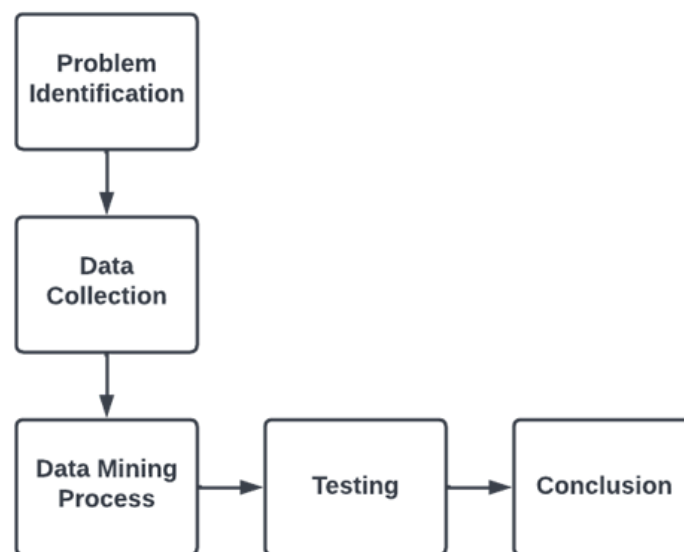 Problem
Identification
Data
Collection
Data Mining
Process
Testing
Conclusion